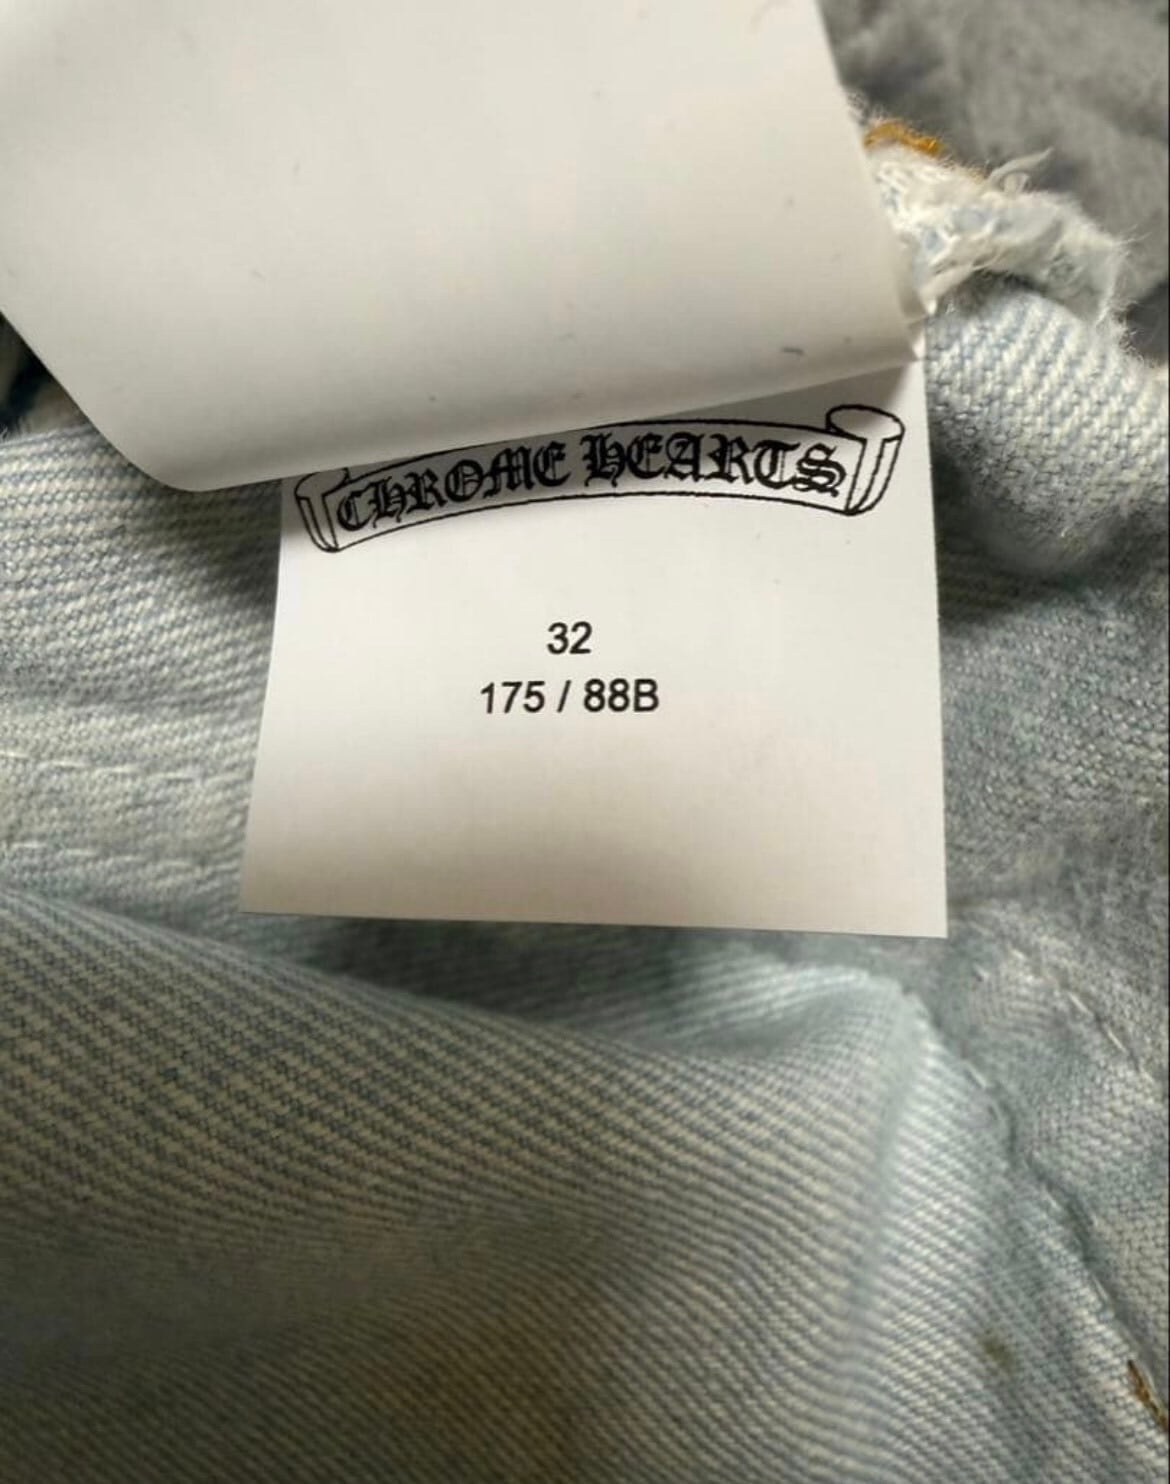 CHROME HEARTS
32
175 / 88B